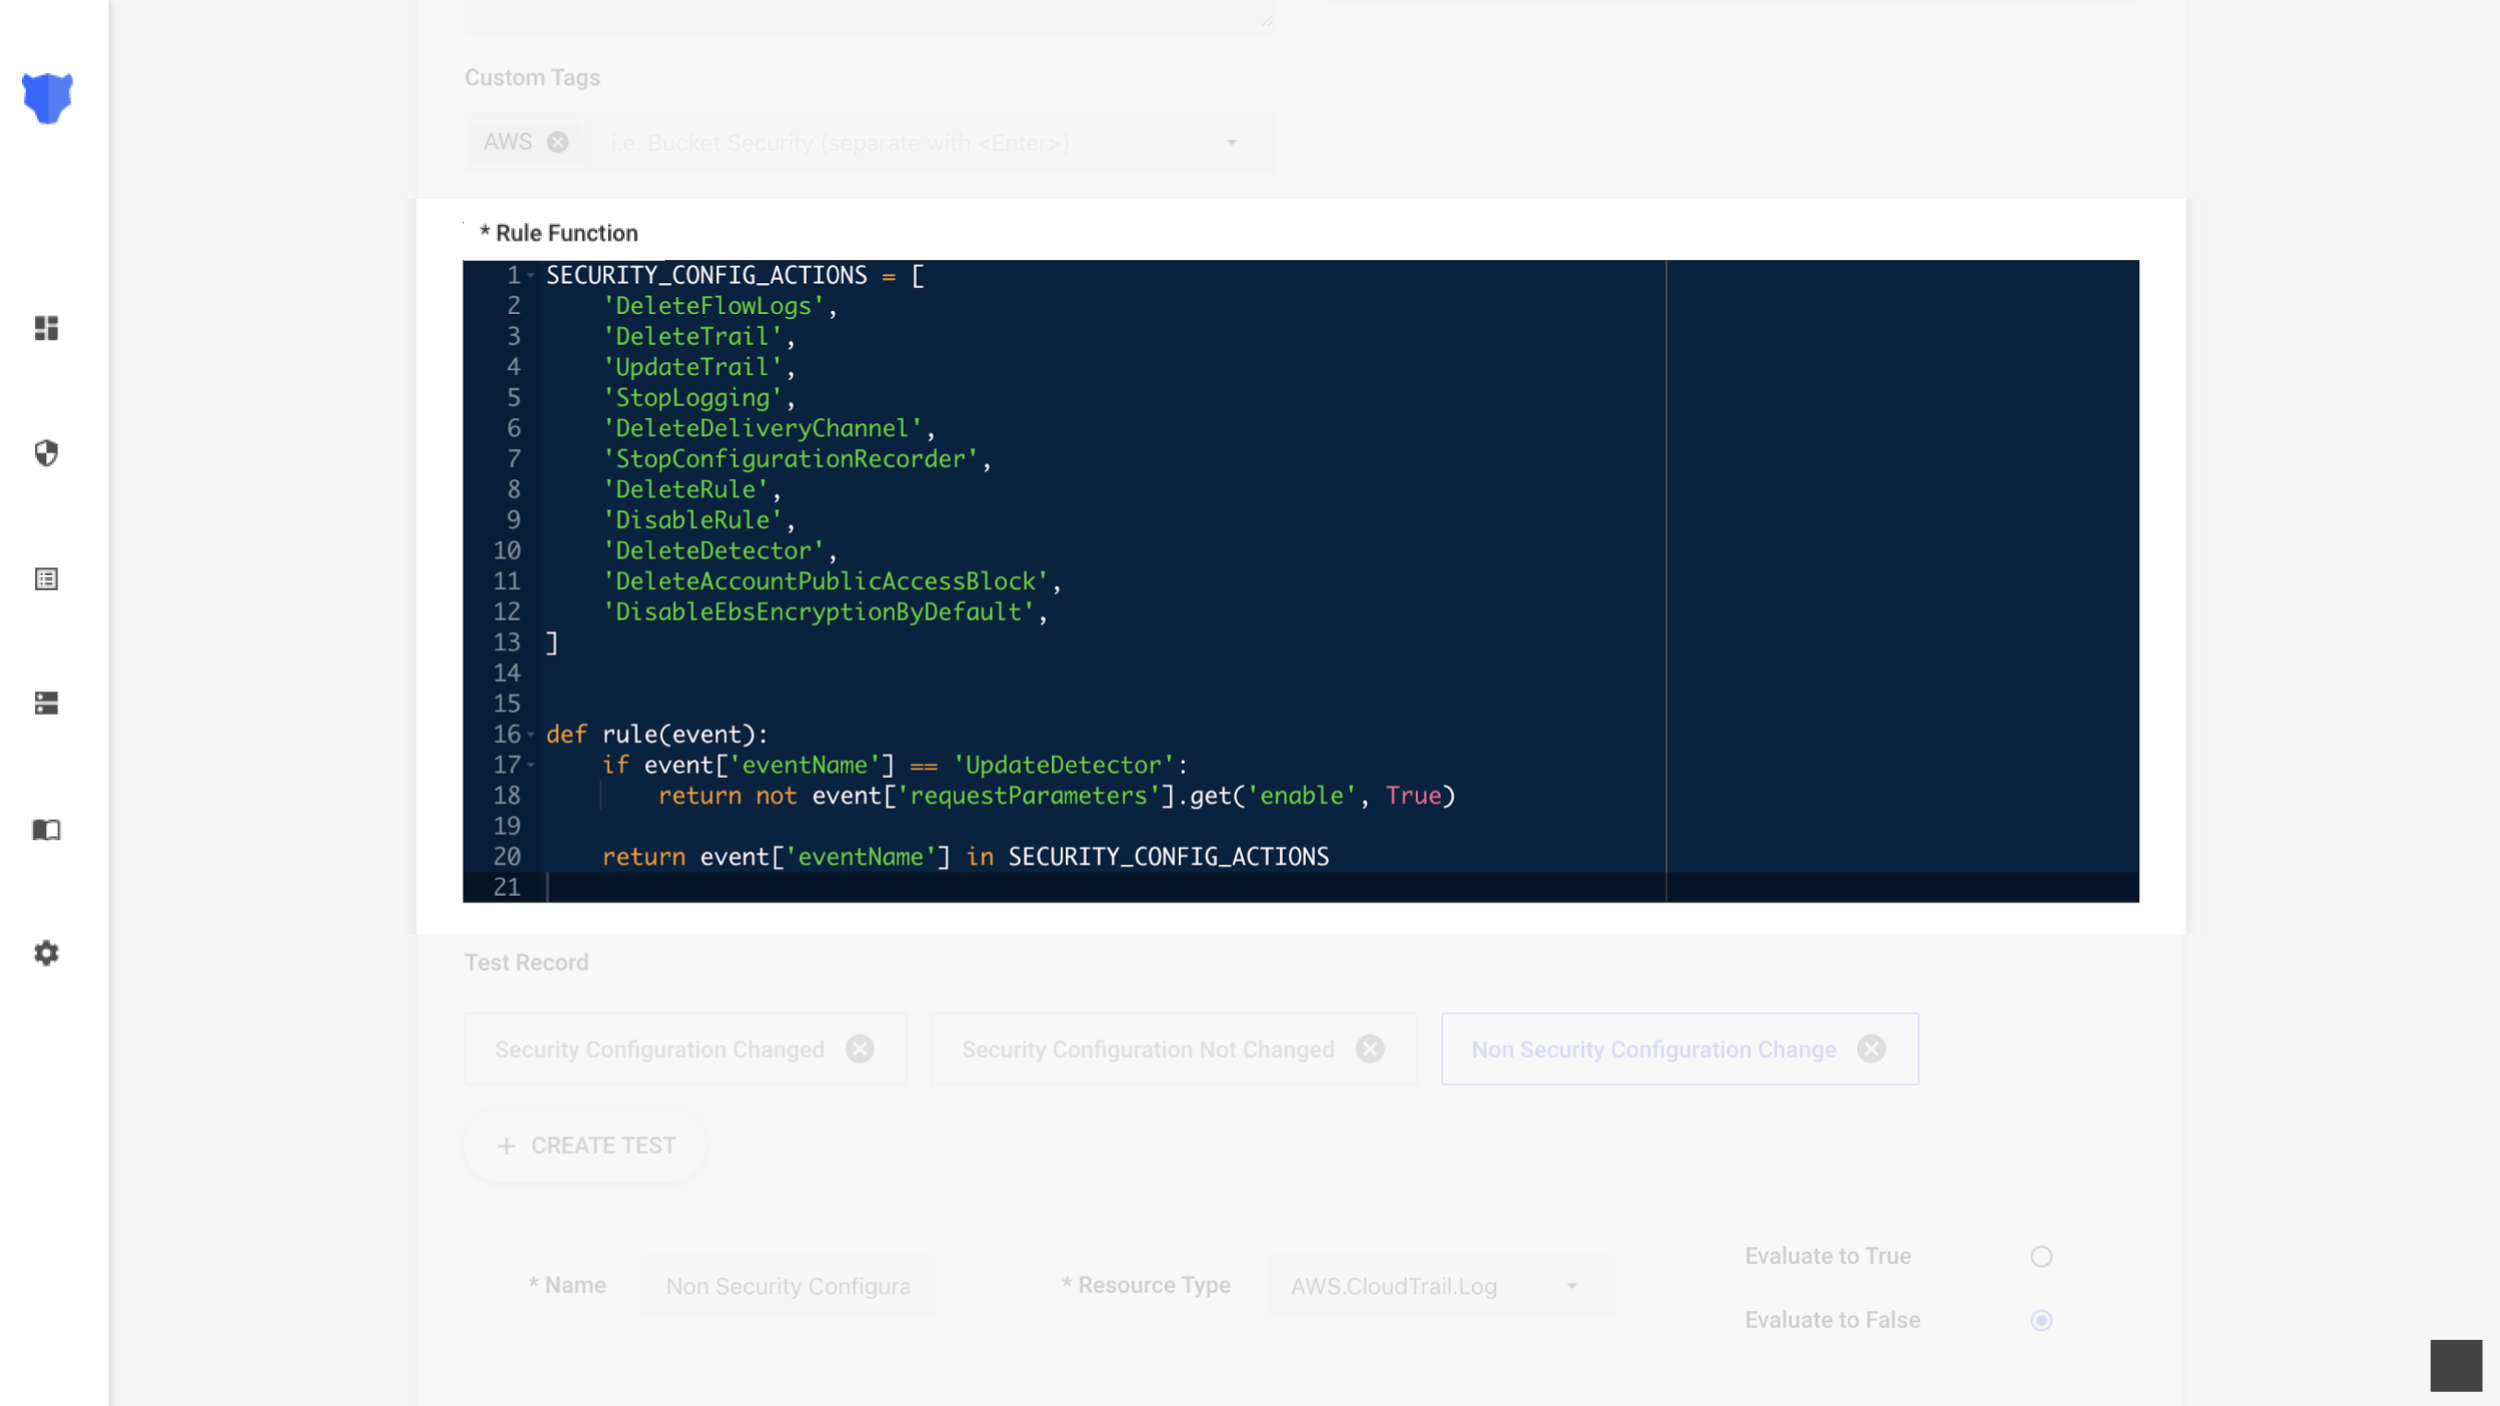 Custom Tags
AWS i.e. Bucket Security (separate with <Enter>)
* Rule Function
1 SECURITY_CONFIG_ACTIONS = [
2     'DeleteFlowLogs',
3     'DeleteTrail',
4     'UpdateTrail',
5     'StopLogging',
6     'DeleteDeliveryChannel',
7     'StopConfigurationRecorder',
8     'DeleteRule',
9     'DisableRule',
10     'DeleteDetector',
11     'DeleteAccountPublicAccessBlock',
12     'DisableEbsEncryptionByDefault',
13 ]
14
15
16 def rule(event):
17     if event['eventName'] == 'UpdateDetector':
18         return not event['requestParameters'].get('enable', True)
19
20     return event['eventName'] in SECURITY_CONFIG_ACTIONS
21
Test Record
Security Configuration Changed Security Configuration Not Changed Non Security Configuration Change
+ CREATE TEST
* Name Non Security Configura * Resource Type AWS.CloudTrail.Log
Evaluate to True
Evaluate to False